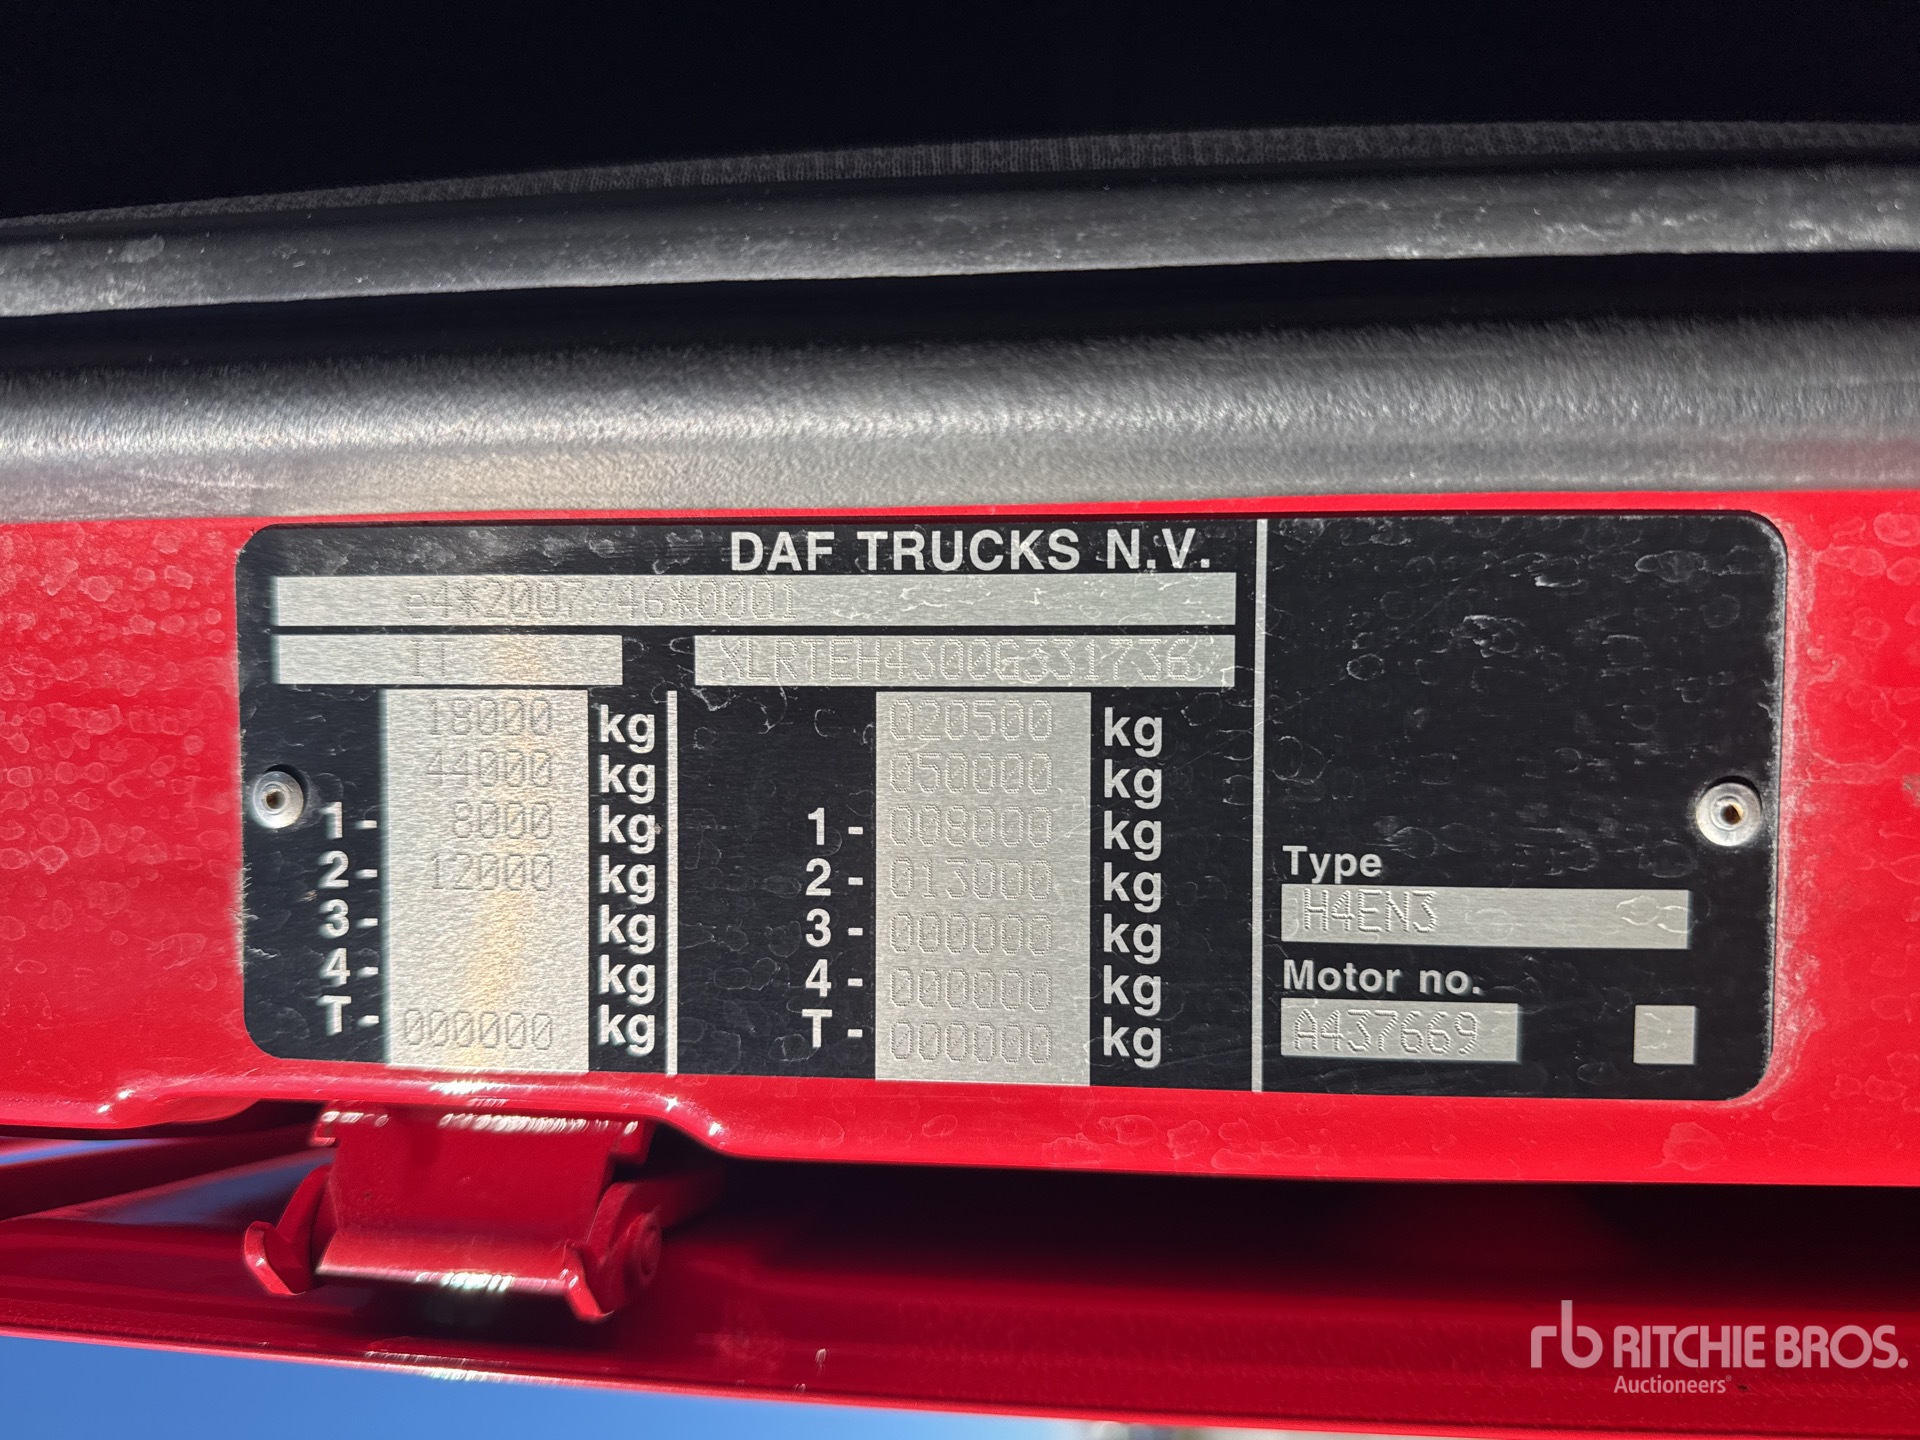 DAF TRUCKS N.V.
e4*2007/46*0001
II XLRTEH4300G331736
18000 kg 020500 kg
44000 kg 050000 kg
1- 8000 kg 1- 008000 kg
2- 12000 kg 2- 013000 kg
3- kg 3- 000000 kg
4- kg 4- 000000 kg
T- 000000 kg T- 000000 kg
Type
H4EN3
Motor no.
A437669
rb RITCHIE BROS.
Auctioneers